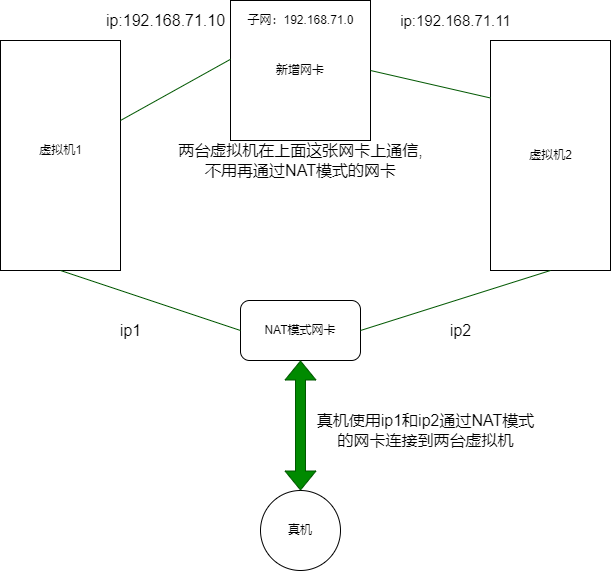 ip:192.168.71.10
子网：192.168.71.0
ip:192.168.71.11
新增网卡
虚拟机1
两台虚拟机在上面这张网卡上通信,
不用再通过NAT模式的网卡
虚拟机2
ip1
NAT模式网卡
ip2
真机使用ip1和ip2通过NAT模式
的网卡连接到两台虚拟机
真机